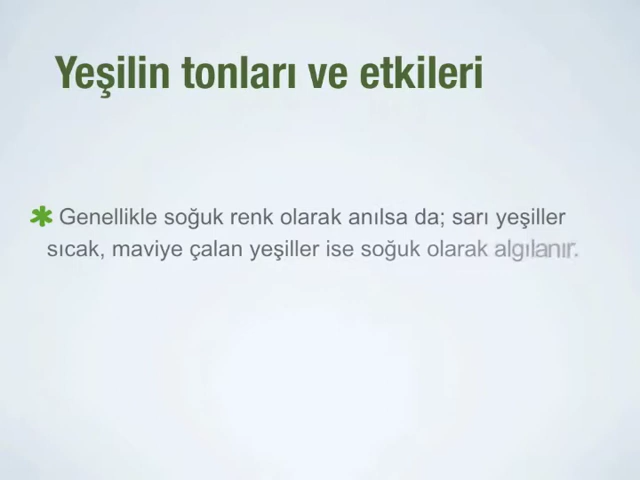 Yeşilin tonları ve etkileri
Genellikle soğuk renk olarak anılsa da; sarı yeşiller
sıcak, maviye çalan yeşiller ise soğuk olarak algılanır.